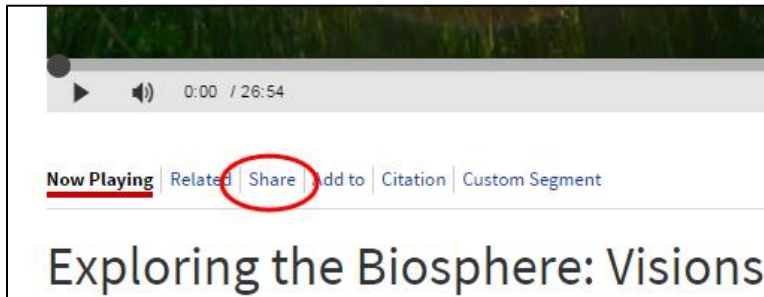 0:00 / 26:54
Now Playing Related Share Add to Citation Custom Segment
Exploring the Biosphere: Visions